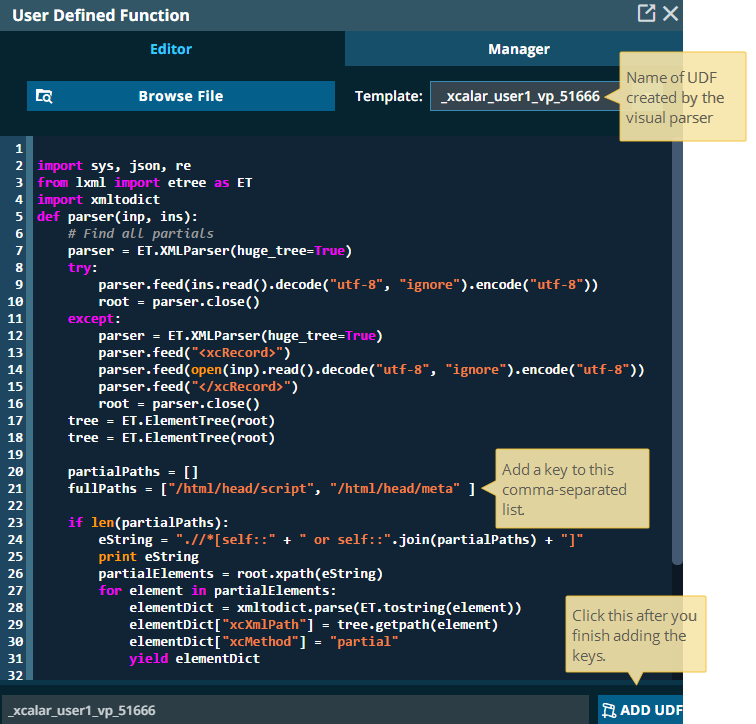 User Defined Function
Editor
Manager
Browse File
Template:
_xcalar_user1_vp_51666
Name of UDF
created by the
visual parser
1
2 import sys, json, re
3 from lxml import etree as ET
4 import xmltodict
5 def parser(inp, ins):
6     # Find all partials
7     parser = ET.XMLParser(huge_tree=True)
8     try:
9         parser.feed(ins.read().decode("utf-8", "ignore").encode("utf-8"))
10         root = parser.close()
11     except:
12         parser = ET.XMLParser(huge_tree=True)
13         parser.feed("<xcRecord>")
14         parser.feed(open(inp).read().decode("utf-8", "ignore").encode("utf-8"))
15         parser.feed("</xcRecord>")
16         root = parser.close()
17     tree = ET.ElementTree(root)
18     tree = ET.ElementTree(root)
19
20     partialPaths = []
21     fullPaths = ["/html/head/script", "/html/head/meta" ]
22
23     if len(partialPaths):
24         eString = ".//*[self::" + " or self::".join(partialPaths) + "]"
25         print eString
26         partialElements = root.xpath(eString)
27         for element in partialElements:
28             elementDict = xmltodict.parse(ET.tostring(element))
29             elementDict["xcXmlPath"] = tree.getpath(element)
30             elementDict["xcMethod"] = "partial"
31             yield elementDict
32
Add a key to this
comma-separated
list.
Click this after you
finish adding the
keys.
_xcalar_user1_vp_51666
ADD UDF